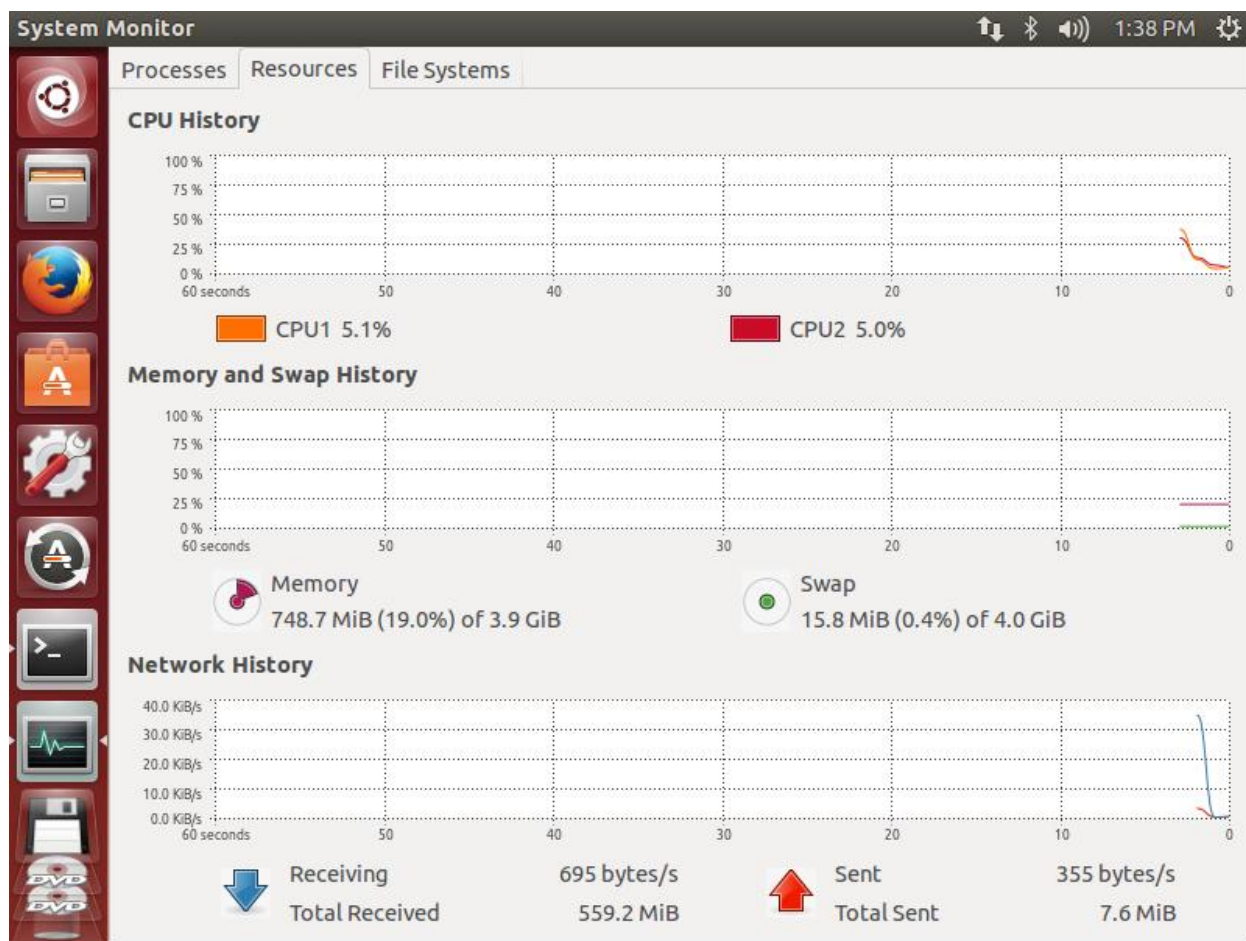 System Monitor 1:38 PM
Processes Resources File Systems
CPU History
100 %
75 %
50 %
25 %
0 %
60 seconds 50 40 30 20 10 0
CPU1 5.1% CPU2 5.0%
Memory and Swap History
100 %
75 %
50 %
25 %
0 %
60 seconds 50 40 30 20 10 0
Memory Swap
748.7 MiB (19.0%) of 3.9 GiB 15.8 MiB (0.4%) of 4.0 GiB
Network History
40.0 KiB/s
30.0 KiB/s
20.0 KiB/s
10.0 KiB/s
0.0 KiB/s
60 seconds 50 40 30 20 10 0
Receiving 695 bytes/s Sent 355 bytes/s
Total Received 559.2 MiB Total Sent 7.6 MiB
DVD
DVD